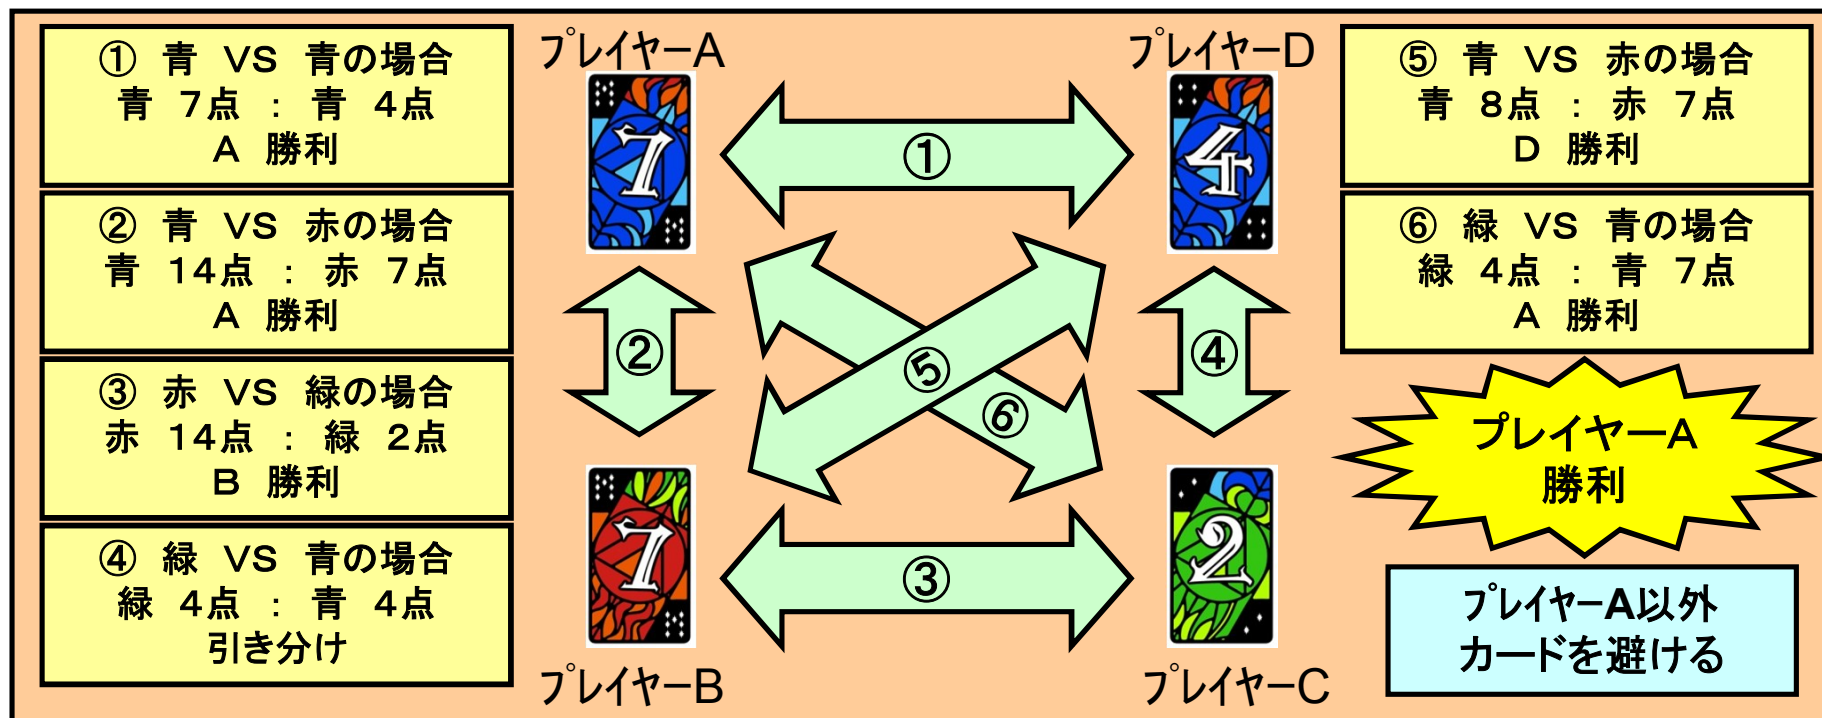 ① 青 VS 青の場合
青 7点 : 青 4点
A 勝利
② 青 VS 赤の場合
青 14点 : 赤 7点
A 勝利
③ 赤 VS 緑の場合
赤 14点 : 緑 2点
B 勝利
④ 緑 VS 青の場合
緑 4点 : 青 4点
引き分け
プレイヤーA
プレイヤーD
7
4
①
②
⑤
④
⑥
7
2
③
プレイヤーB
プレイヤーC
⑤ 青 VS 赤の場合
青 8点 : 赤 7点
D 勝利
⑥ 緑 VS 青の場合
緑 4点 : 青 7点
A 勝利
プレイヤーA
勝利
プレイヤーA以外
カードを避ける